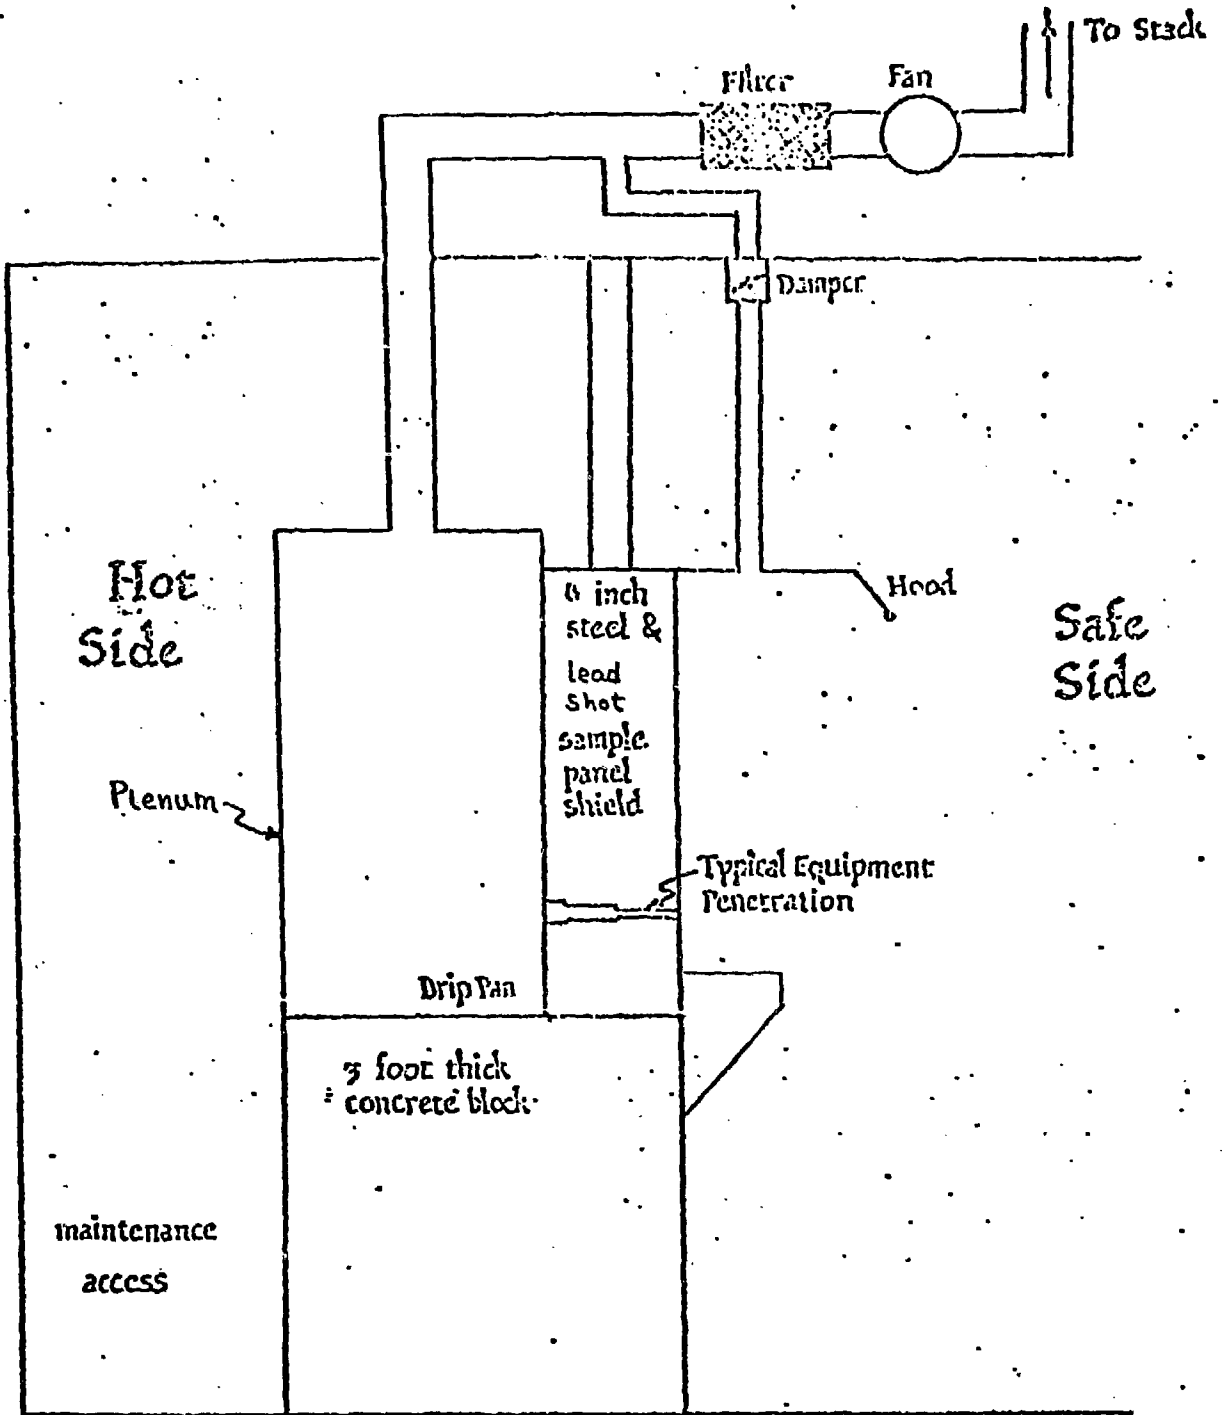 To Stack
Filter
Fan
Damper
Hot
Side
inch
steel &
lead
shot
sample
panel
shield
Hood
Safe
Side
Plenum
Typical Equipment
Penetration
Drip Pan
3 foot thick
concrete block
maintenance
access